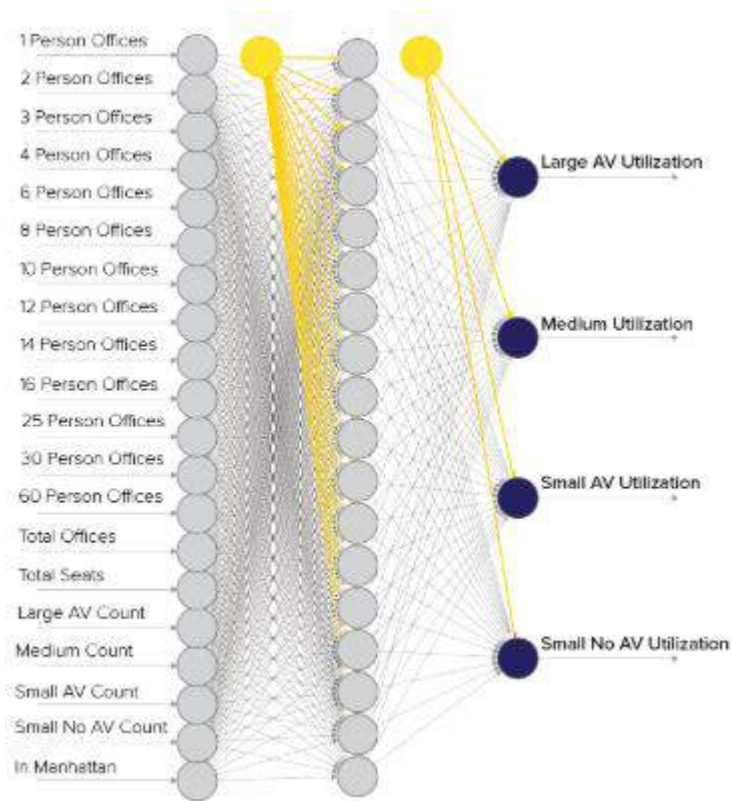 1 Person Offices
2 Person Offices
3 Person Offices
4 Person Offices
6 Person Offices
8 Person Offices
10 Person Offices
12 Person Offices
14 Person Offices
16 Person Offices
25 Person Offices
30 Person Offices
60 Person Offices
Total Offices
Total Seats
Large AV Count
Medium Count
Small AV Count
Small No AV Count
In Manhattan
Large AV Utilization
Medium Utilization
Small AV Utilization
Small No AV Utilization